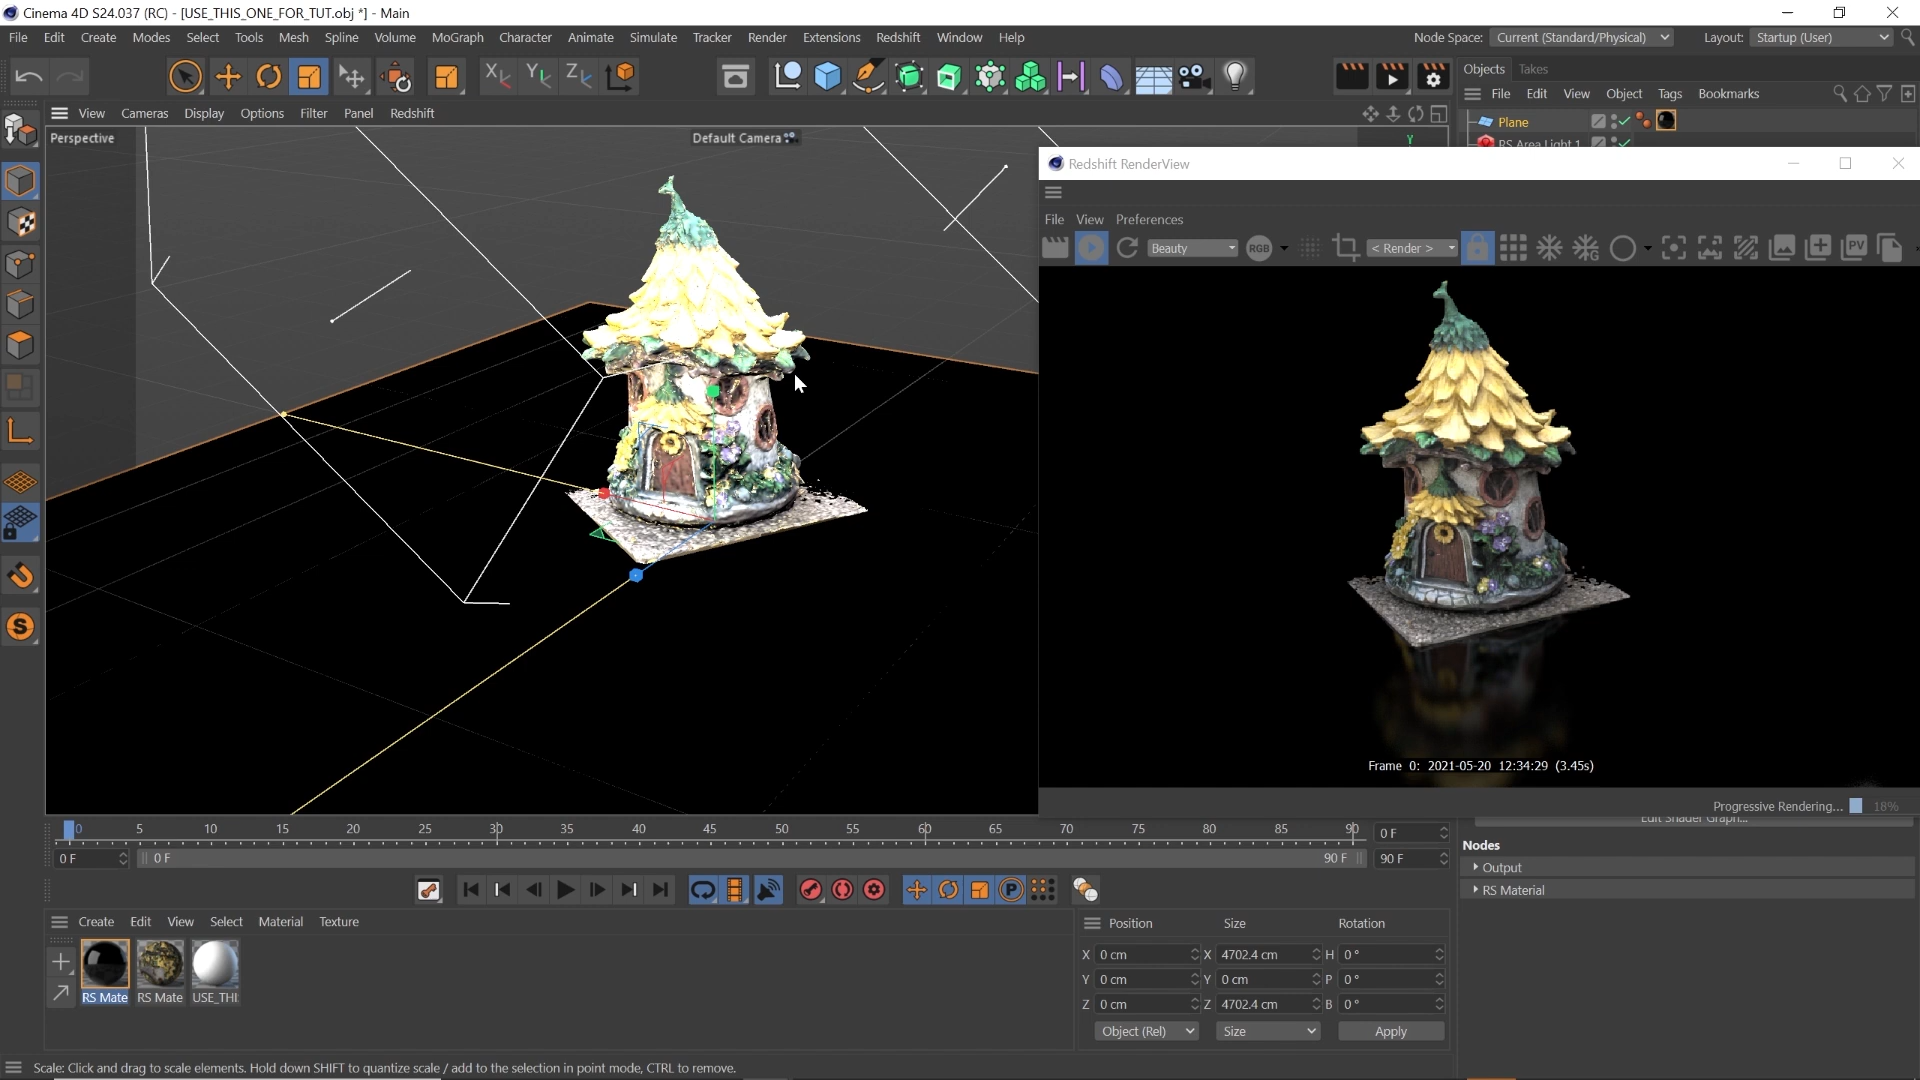 Cinema 4D S24.037 (RC) - [USE_THIS_ONE_FOR_TUT.obj *] - Main
File Edit Create Modes Select Tools Mesh Spline Volume MoGraph Character Animate Simulate Tracker Render Extensions Redshift Window Help
Node Space: Current (Standard/Physical) Layout: Startup (User)
X Y Z
Objects Takes
File Edit View Object Tags Bookmarks
View Cameras Display Options Filter Panel Redshift
Plane
RS Area Light 1
Perspective
Default Camera
Y
Redshift RenderView
File View Preferences
Beauty RGB < Render > G PV
Frame 0: 2021-05-20 12:34:29 (3.45s)
Progressive Rendering... 18%
Edit Shader Graph...
0 5 10 15 20 25 30 35 40 45 50 55 60 65 70 75 80 85 90 0 F
0 F 0 F 90 F 90 F
P
Nodes
Output
RS Material
Create Edit View Select Material Texture
RS Mate RS Mate USE_THI
Position Size Rotation
X 0 cm X 4702.4 cm H 0 °
Y 0 cm Y 0 cm P 0 °
Z 0 cm Z 4702.4 cm B 0 °
Object (Rel) Size Apply
S
Scale: Click and drag to scale elements. Hold down SHIFT to quantize scale / add to the selection in point mode, CTRL to remove.